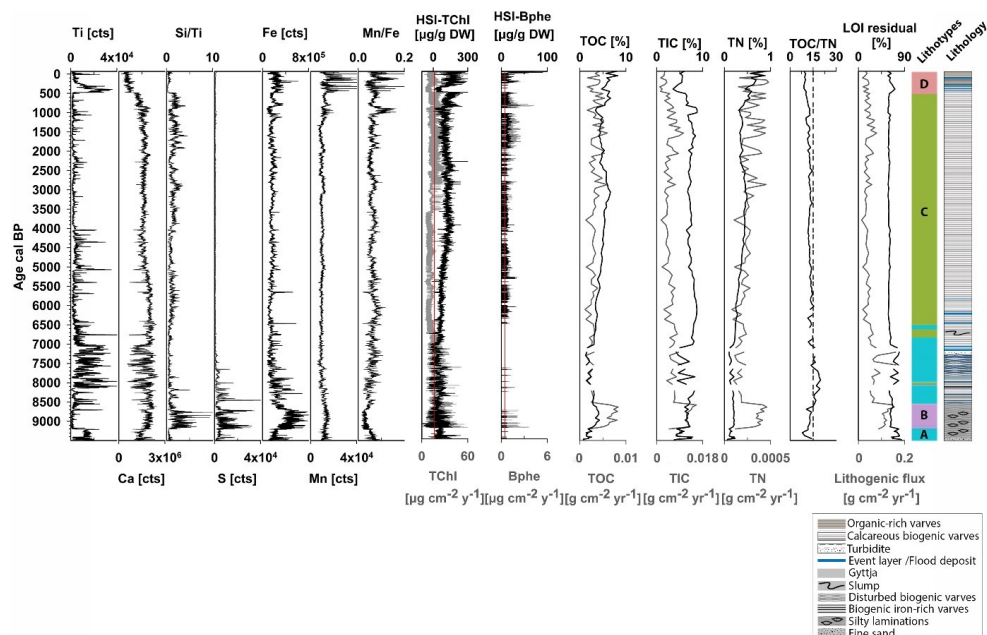 HSI-TChl HSI-Bphe
Ti [cts] Si/Ti Fe [cts] Mn/Fe [µg/g DW] [µg/g DW] TOC [%] TIC [%] TN [%] TOC/TN LOI residual [%] Lithotypes Lithology
0 4x10⁴ 0 10 0 8x10⁵ 0.0 0.2 0 300 0 100 0 10 0 10 0 1 0 15 30 0 90
Age cal BP
0
500
1000
1500
2000
2500
3000
3500
4000
4500
5000
5500
6000
6500
7000
7500
8000
8500
9000
D
C
B
A
0 3x10⁶ 0 4x10⁴ 0 4x10⁴ 0 60 0 6 0 0.01 0 0.018 0 0.0005 0 0.2
Ca [cts] S [cts] Mn [cts] TChl Bphe TOC TIC TN Lithogenic flux
[µg cm⁻² y⁻¹] [µg cm⁻² y⁻¹] [g cm⁻² yr⁻¹] [g cm⁻² yr⁻¹] [g cm⁻² yr⁻¹] [g cm⁻² yr⁻¹]
Organic-rich varves
Calcareous biogenic varves
Turbidite
Event layer /Flood deposit
Gyttja
Slump
Disturbed biogenic varves
Biogenic iron-rich varves
Silty laminations
Fine sand